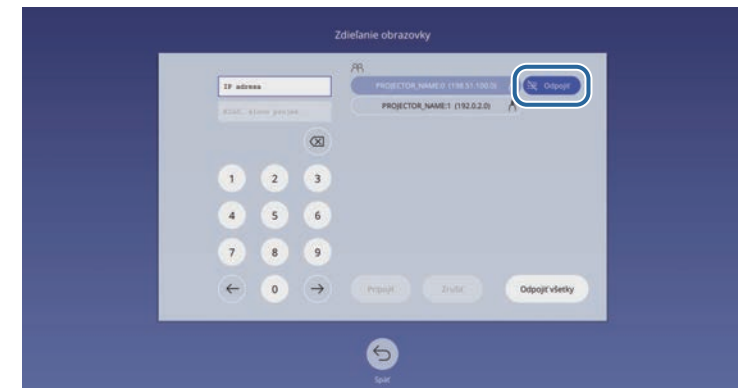 Zdieľanie obrazovky
IP adresa
PROJECTOR_NAME:0 (198.51.100.0)
Odpojiť
PROJECTOR_NAME:1 (192.0.2.0)
1 2 3
4 5 6
7 8 9
← 0 →
Pripojiť Zrušiť Odpojiť všetky
Späť